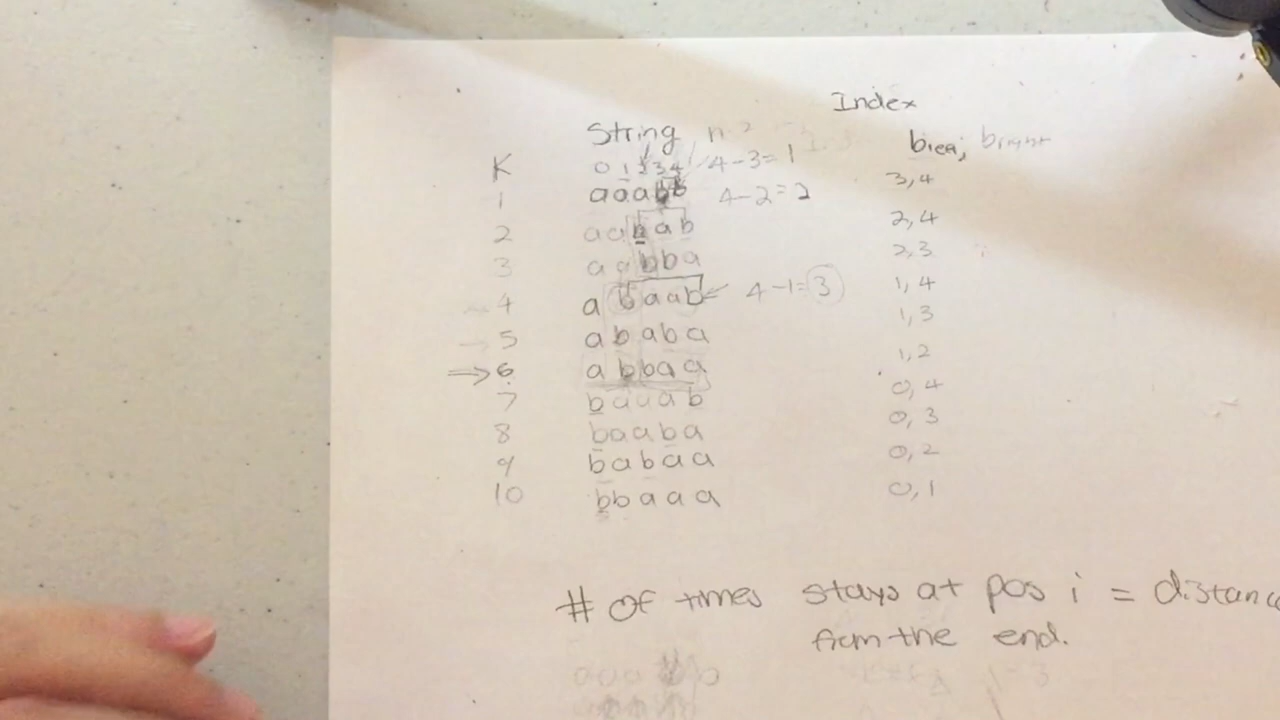 Index
String n=
K 0 1 2 3 4 4-3=1 bleft, bright
1 aaabb 4-2=2 3,4
2 aabab 2,4
3 aabba 2,3
4 abaab 4-1=3 1,4
5 ababa 1,3
⇒ 6 abbaa 1,2
7 baaab 0,4
8 baaba 0,3
9 babaa 0,2
10 bbaaa 0,1
# of times stays at pos i =
from the end.